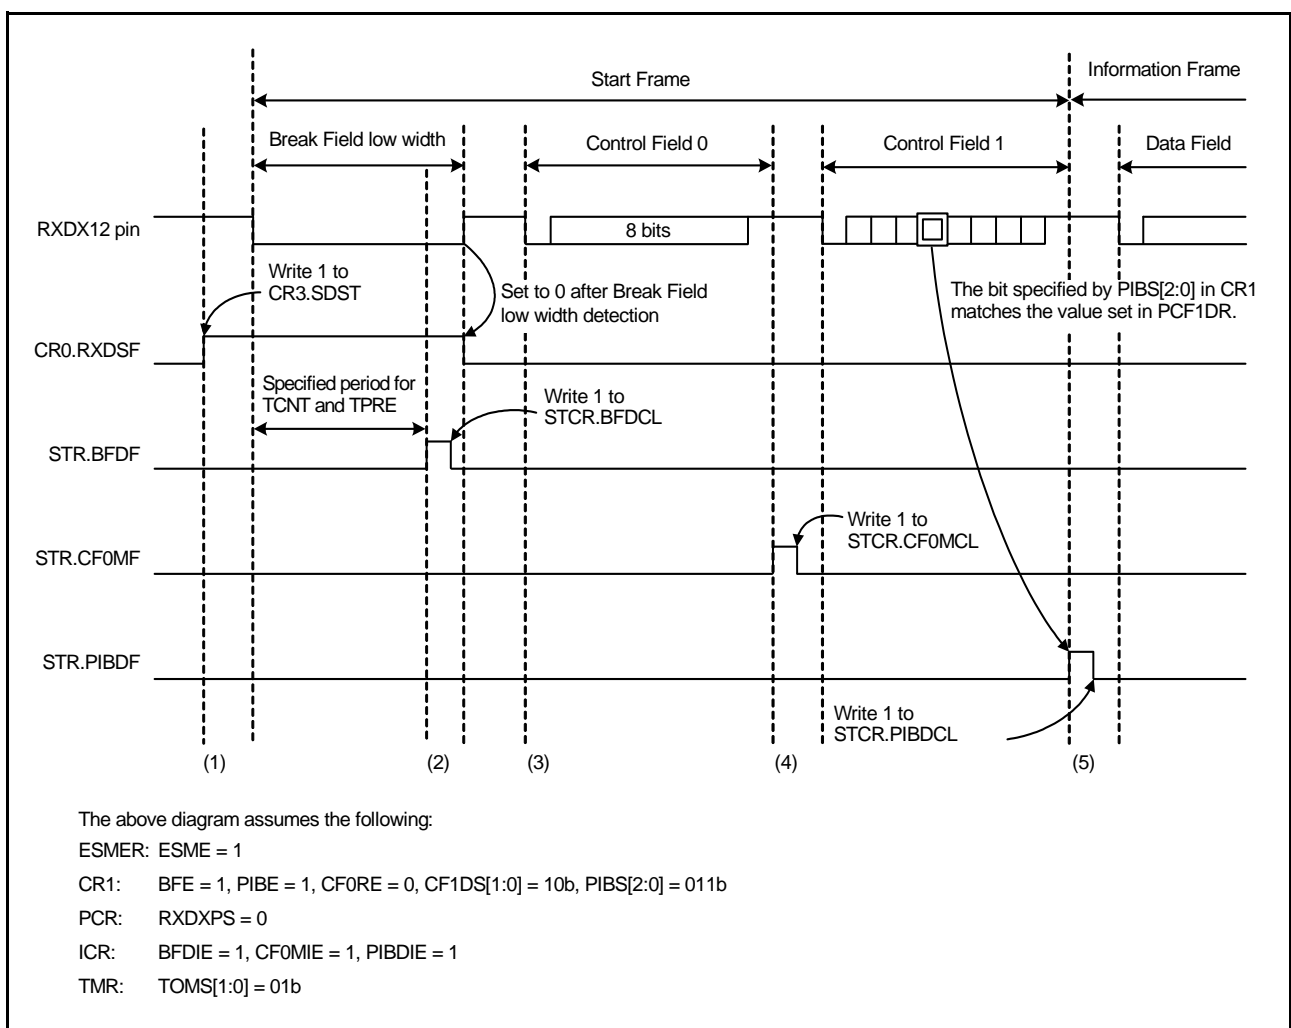 Start Frame
Information Frame
Break Field low width
Control Field 0
Control Field 1
Data Field
RXDX12 pin
8 bits
Write 1 to
CR3.SDST
Set to 0 after Break Field
low width detection
The bit specified by PIBS[2:0] in CR1
matches the value set in PCF1DR.
CR0.RXDSF
Specified period for
TCNT and TPRE
Write 1 to
STCR.BFDCL
STR.BFDF
Write 1 to
STCR.CF0MCL
STR.CF0MF
STR.PIBDF
Write 1 to
STCR.PIBDCL
(1)
(2)
(3)
(4)
(5)
The above diagram assumes the following:
ESMER: ESME = 1
CR1: BFE = 1, PIBE = 1, CF0RE = 0, CF1DS[1:0] = 10b, PIBS[2:0] = 011b
PCR: RXDXPS = 0
ICR: BFDIE = 1, CF0MIE = 1, PIBDIE = 1
TMR: TOMS[1:0] = 01b